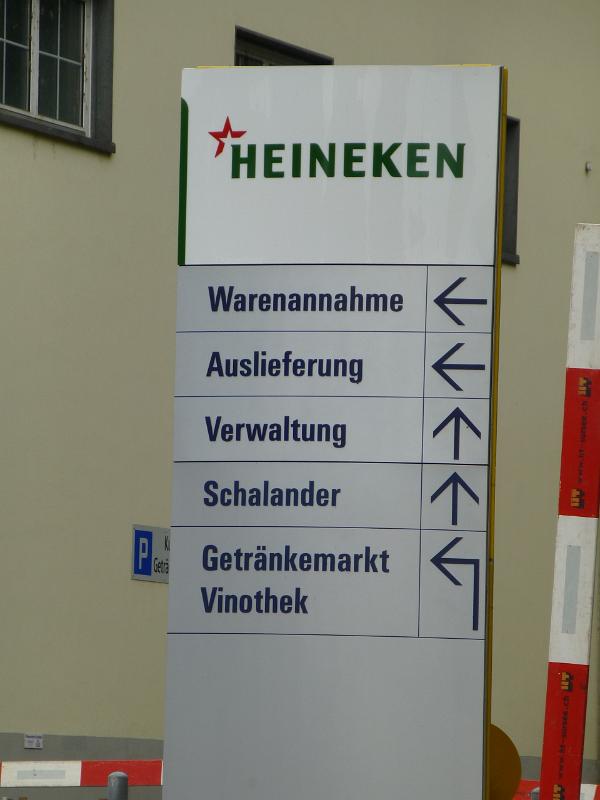 HEINEKEN
Warenannahme
Auslieferung
Verwaltung
Schalander
Getränkemarkt
Vinothek
P